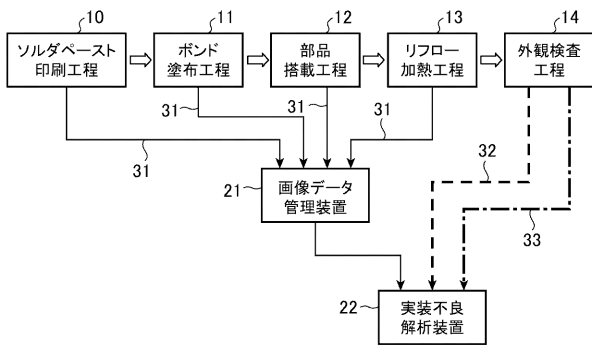 10
11
12
13
14
ソルダペースト
印刷工程
ボンド
塗布工程
部品
搭載工程
リフロー
加熱工程
外観検査
工程
31
31
31
31
32
33
21
画像データ
管理装置
22
実装不良
解析装置